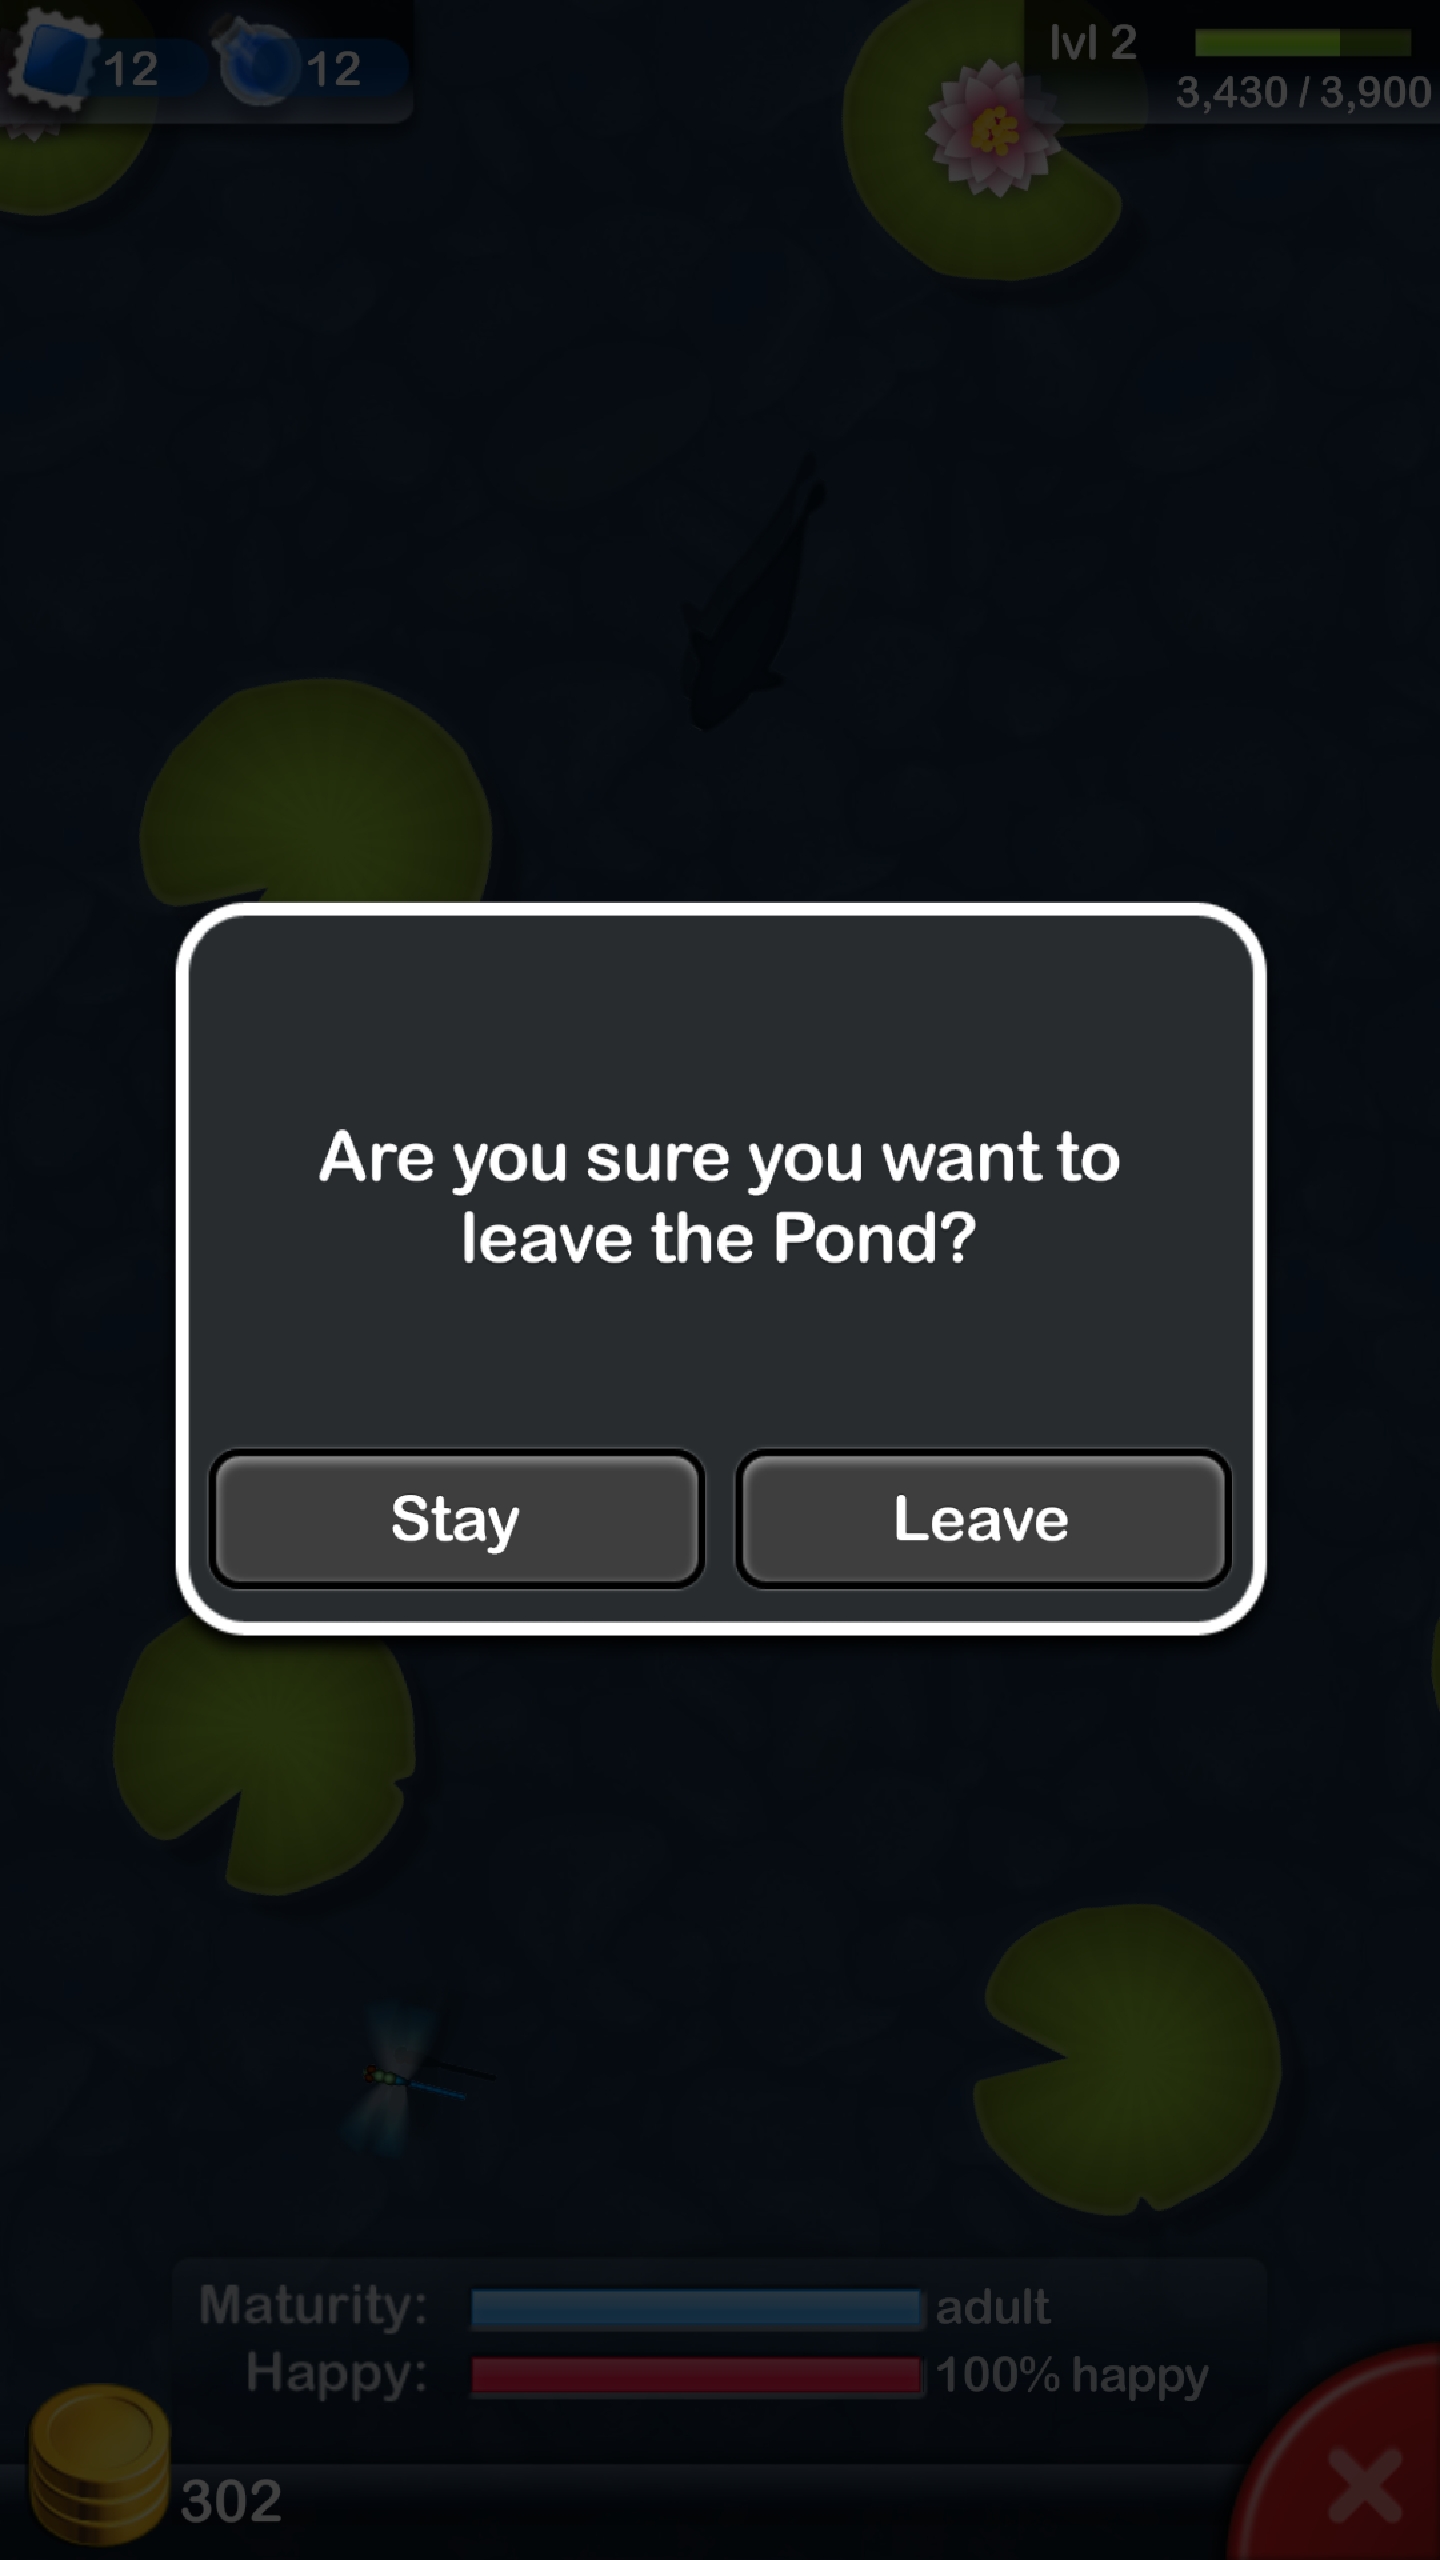 12
12
lvl 2
3,430 / 3,900
Are you sure you want to
leave the Pond?
Stay
Leave
Maturity: adult
Happy: 100% happy
302